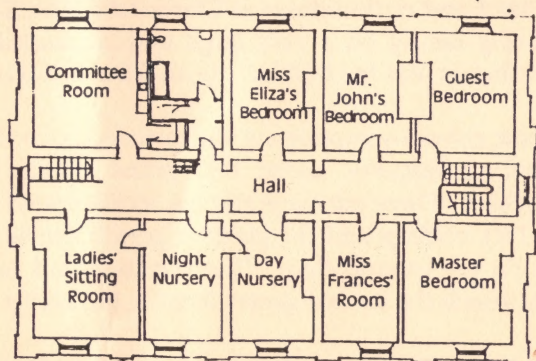 Committee
Room
Miss
Eliza's
Bedroom
Mr.
John's
Bedroom
Guest
Bedroom
Hall
Ladies'
Sitting
Room
Night
Nursery
Day
Nursery
Miss
Frances'
Room
Master
Bedroom